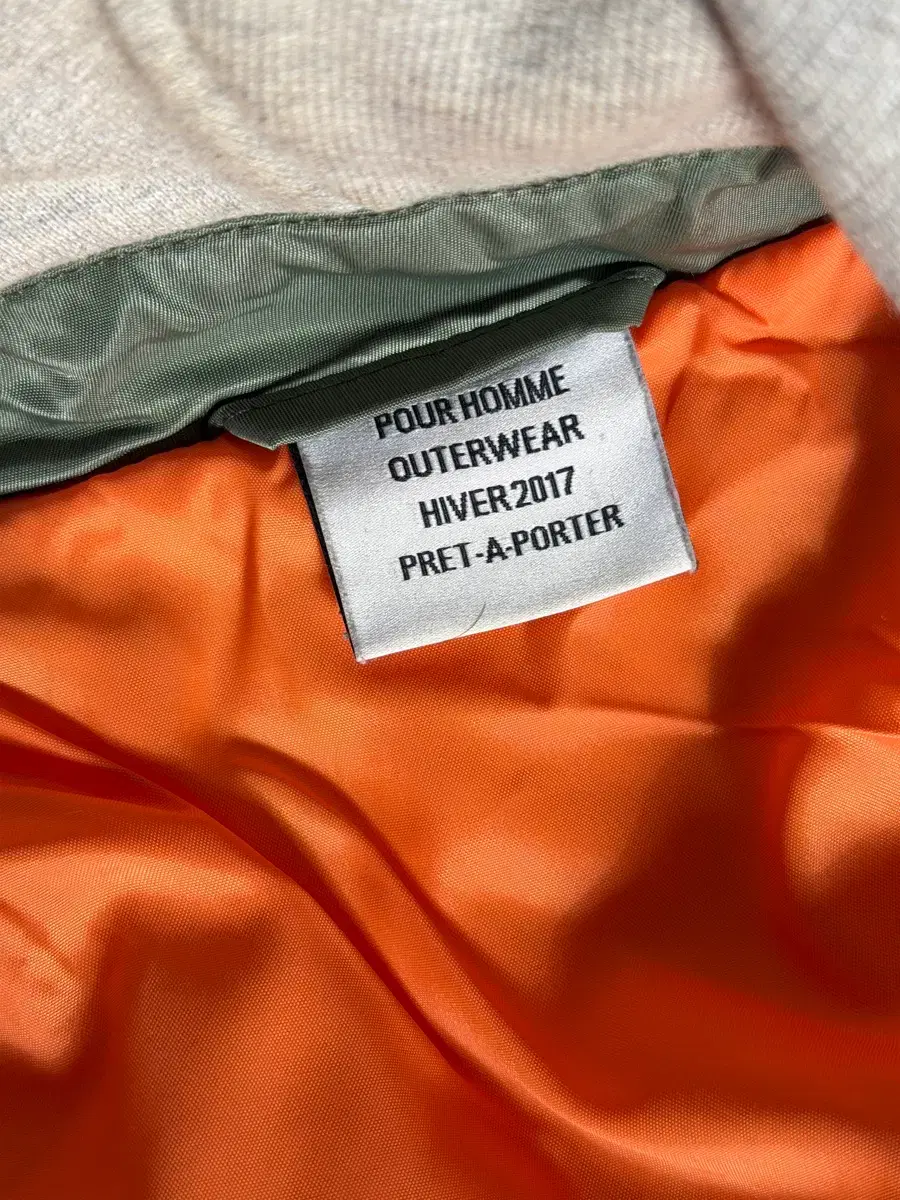 POUR HOMME
OUTERWEAR
HIVER 2017
PRET-A-PORTER